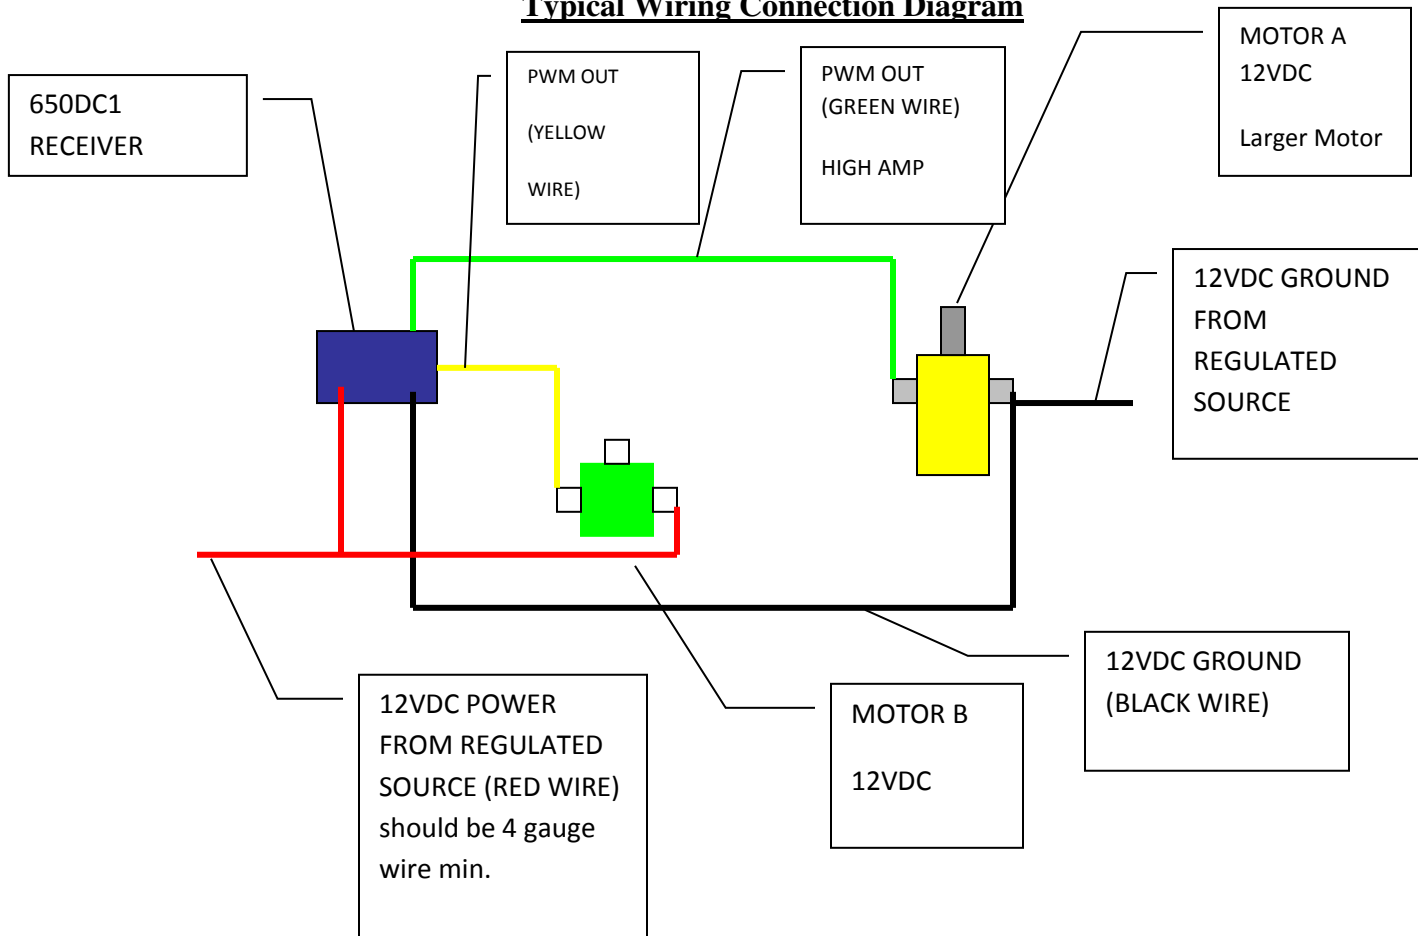 Typical Wiring Connection Diagram
650DC1
RECEIVER
PWM OUT
(YELLOW
WIRE)
PWM OUT
(GREEN WIRE)
HIGH AMP
MOTOR A
12VDC
Larger Motor
12VDC GROUND
FROM
REGULATED
SOURCE
12VDC POWER
FROM REGULATED
SOURCE (RED WIRE)
should be 4 gauge
wire min.
MOTOR B
12VDC
12VDC GROUND
(BLACK WIRE)